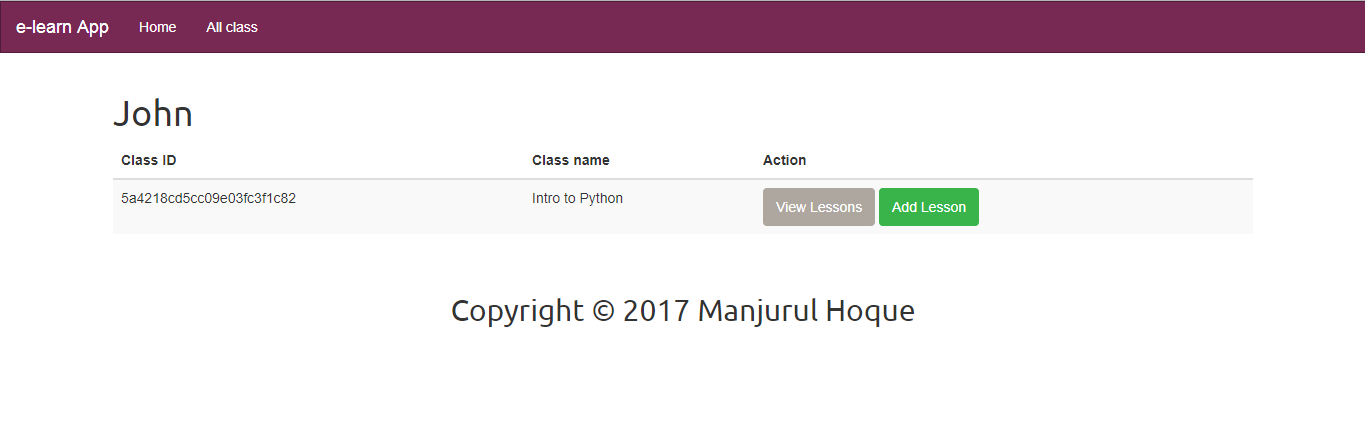 e-learn App Home All class
John
Class ID Class name Action
5a4218cd5cc09e03fc3f1c82 Intro to Python View Lessons Add Lesson
Copyright © 2017 Manjurul Hoque